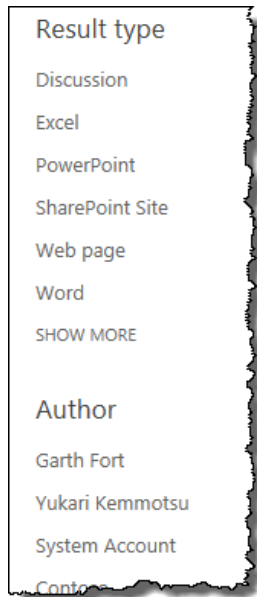 Result type
Discussion
Excel
PowerPoint
SharePoint Site
Web page
Word
SHOW MORE
Author
Garth Fort
Yukari Kemmotsu
System Account